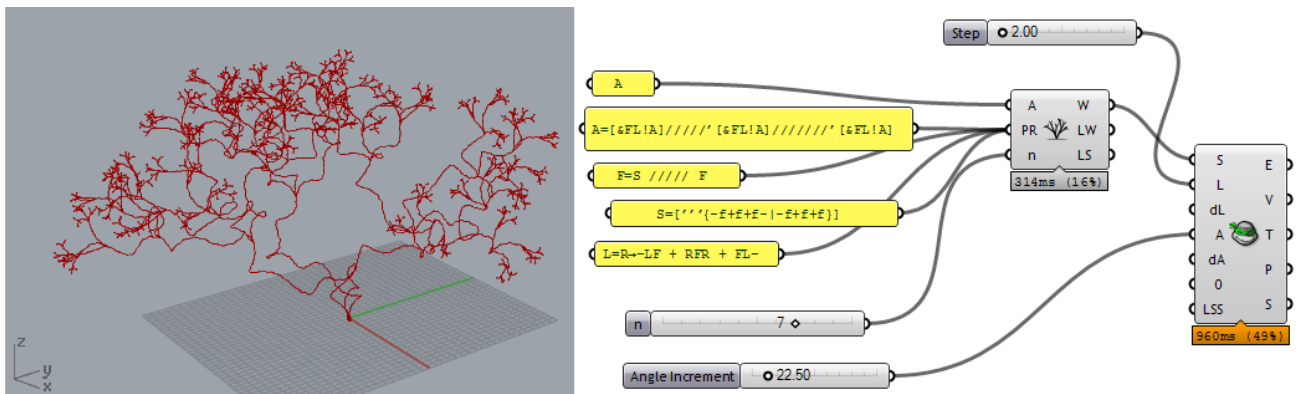 z
y
x
Step
2.00
A
A=[&FL!A]/////'[&FL!A]///////'[&FL!A]
F=S ///// F
S=['''{-f+f+f-|-f+f+f}]
L=R→-LF + RFR + FL-
n
7
Angle Increment
22.50
A W
PR LW
n LS
314ms (16%)
S E
L
dL V
A T
dA
O P
LSS S
960ms (49%)